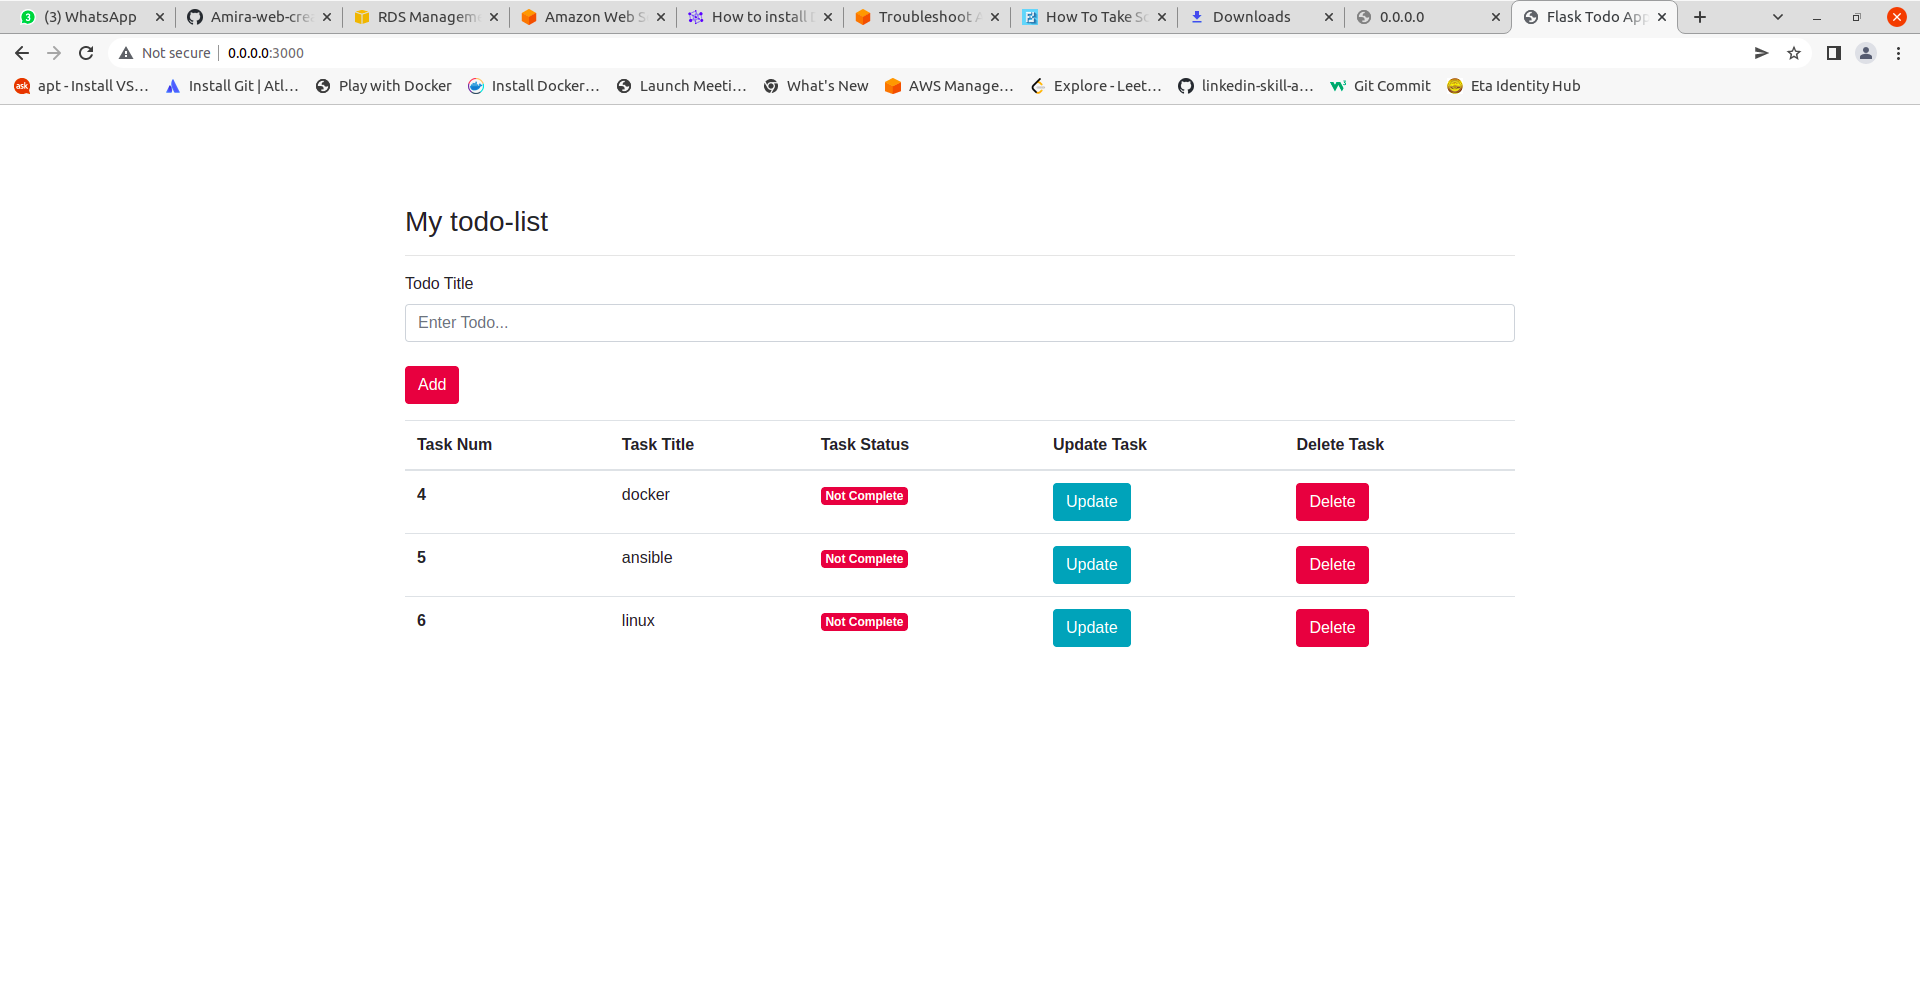 (3) WhatsApp
Amira-web-crea
RDS Managem
Amazon Web S
How to install
Troubleshoot
How To Take Sc
Downloads
0.0.0.0
Flask Todo App
Not secure
0.0.0.0:3000
apt - Install VS...
Install Git | Atl...
Play with Docker
Install Docker...
Launch Meeti...
What's New
AWS Manage...
Explore - Leet...
linkedin-skill-a...
Git Commit
Eta Identity Hub
My todo-list
Todo Title
Enter Todo...
Add
Task Num Task Title Task Status Update Task Delete Task
4 docker Not Complete Update Delete
5 ansible Not Complete Update Delete
6 linux Not Complete Update Delete